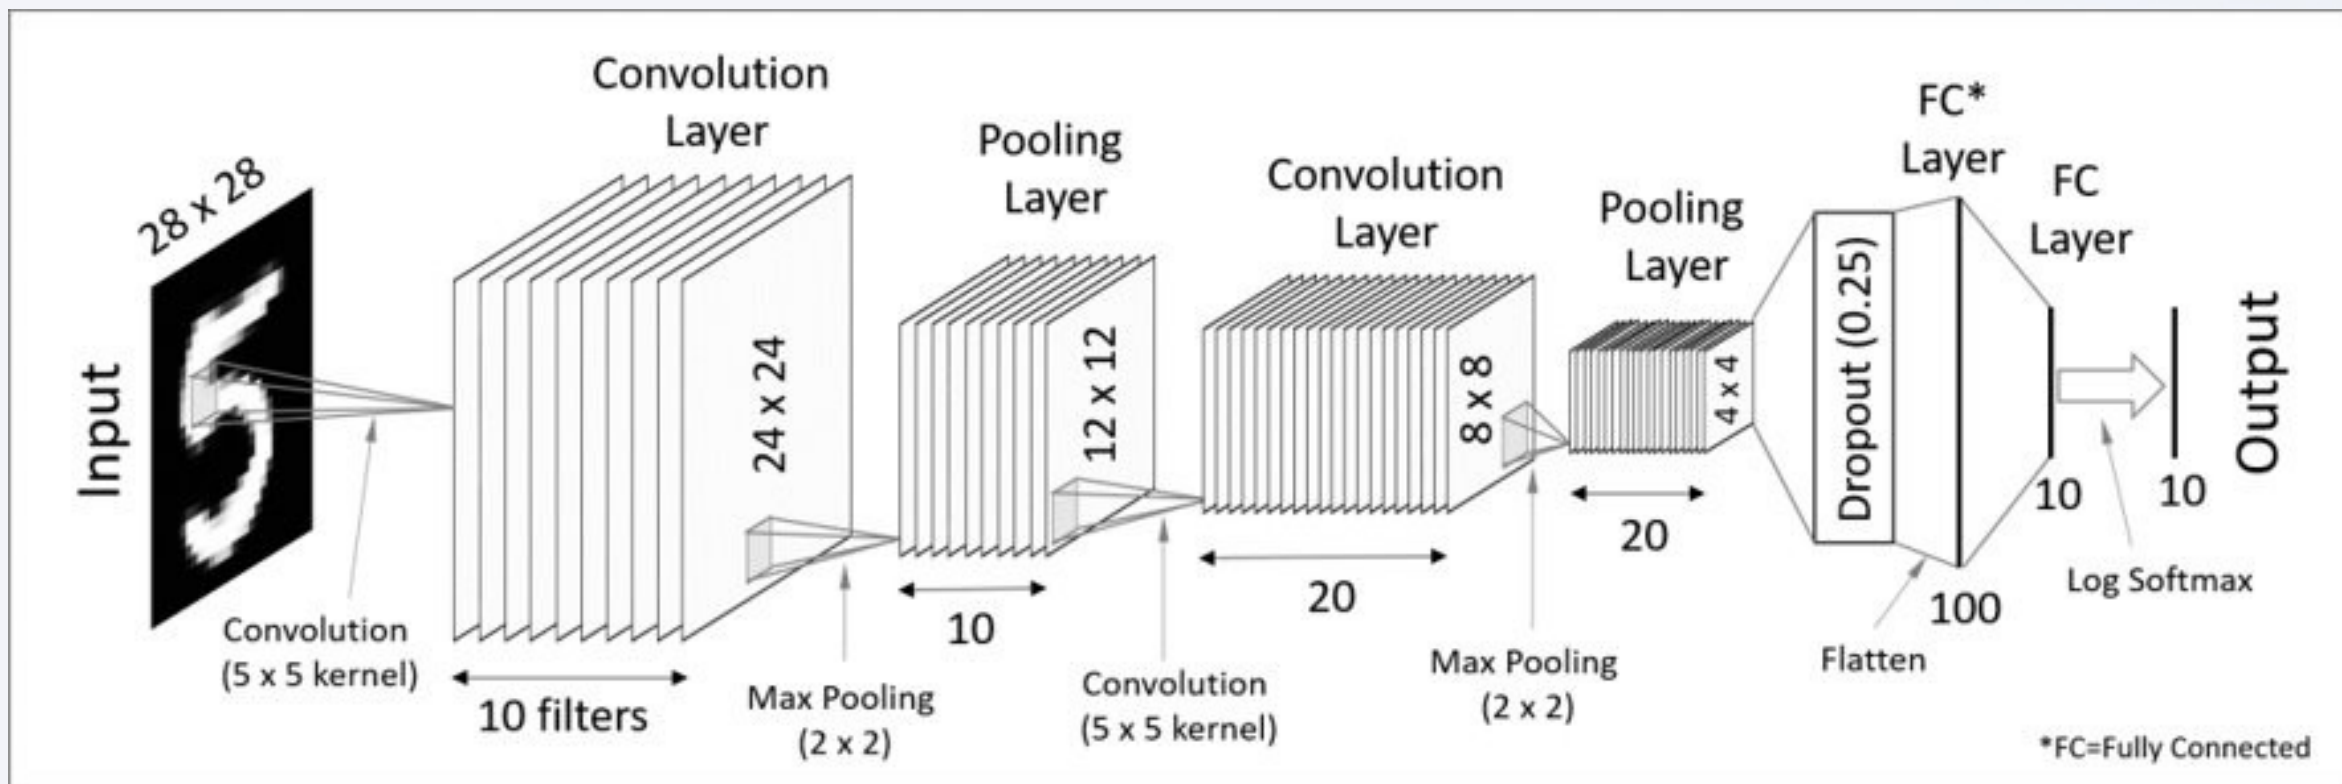 Input
28 x 28
Convolution
(5 x 5 kernel)
Convolution
Layer
24 x 24
10 filters
Max Pooling
(2 x 2)
Pooling
Layer
12 x 12
10
Convolution
(5 x 5 kernel)
Convolution
Layer
8 x 8
20
Max Pooling
(2 x 2)
Pooling
Layer
4 x 4
20
Dropout (0.25)
Flatten
FC*
Layer
100
FC
Layer
10
Log Softmax
10
Output
*FC=Fully Connected